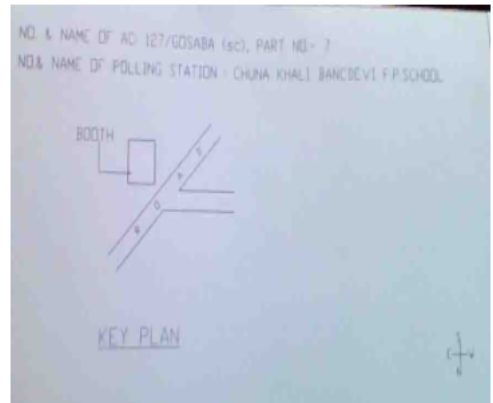 NO. & NAME OF AC 127/GOSABA (sc), PART NO- 7
NO.& NAME OF POLLING STATION : CHUNA KHALI BANCDEVI F.P.SCHOOL
BOOTH
ROAD
KEY PLAN